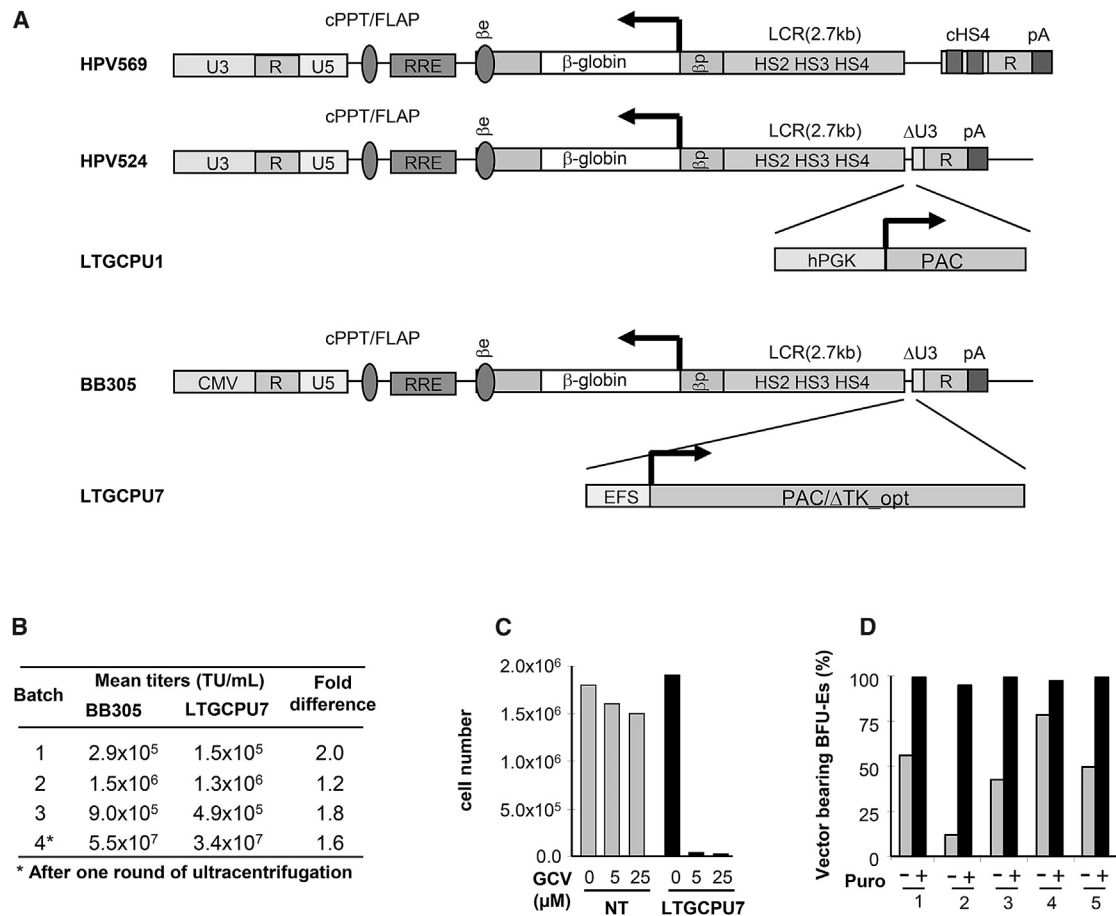 A
HPV569
cPPT/FLAP
U3 R U5
RRE
βe
β-globin
βp
LCR(2.7kb)
HS2 HS3 HS4
cHS4
R
pA
HPV524
cPPT/FLAP
U3 R U5
RRE
βe
β-globin
βp
LCR(2.7kb)
HS2 HS3 HS4
ΔU3
R
pA
LTGCPU1
hPGK PAC
BB305
cPPT/FLAP
CMV R U5
RRE
βe
β-globin
βp
LCR(2.7kb)
HS2 HS3 HS4
ΔU3
R
pA
LTGCPU7
EFS PAC/ΔTK_opt
B
Batch Mean titers (TU/mL) Fold difference
BB305 LTGCPU7
1 2.9x10⁵ 1.5x10⁵ 2.0
2 1.5x10⁶ 1.3x10⁶ 1.2
3 9.0x10⁵ 4.9x10⁵ 1.8
4* 5.5x10⁷ 3.4x10⁷ 1.6
* After one round of ultracentrifugation
C
cell number
2.0x10⁶
1.5x10⁶
1.0x10⁶
5.0x10⁵
0.0
GCV 0 5 25 0 5 25
(μM) NT LTGCPU7
D
Vector bearing BFU-Es (%)
100
75
50
25
0
Puro - + - + - + - + - +
1 2 3 4 5